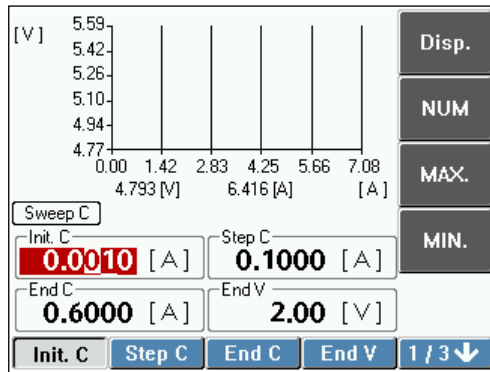 [V]
5.59
5.42
5.26
5.10
4.94
4.77
0.00 1.42 2.83 4.25 5.66 7.08
4.793 [V] 6.416 [A] [A]
Sweep C
Init. C Step C
0.0010 [A] 0.1000 [A]
End C End V
0.6000 [A] 2.00 [V]
Disp.
NUM
MAX.
MIN.
Init. C Step C End C End V 1/3